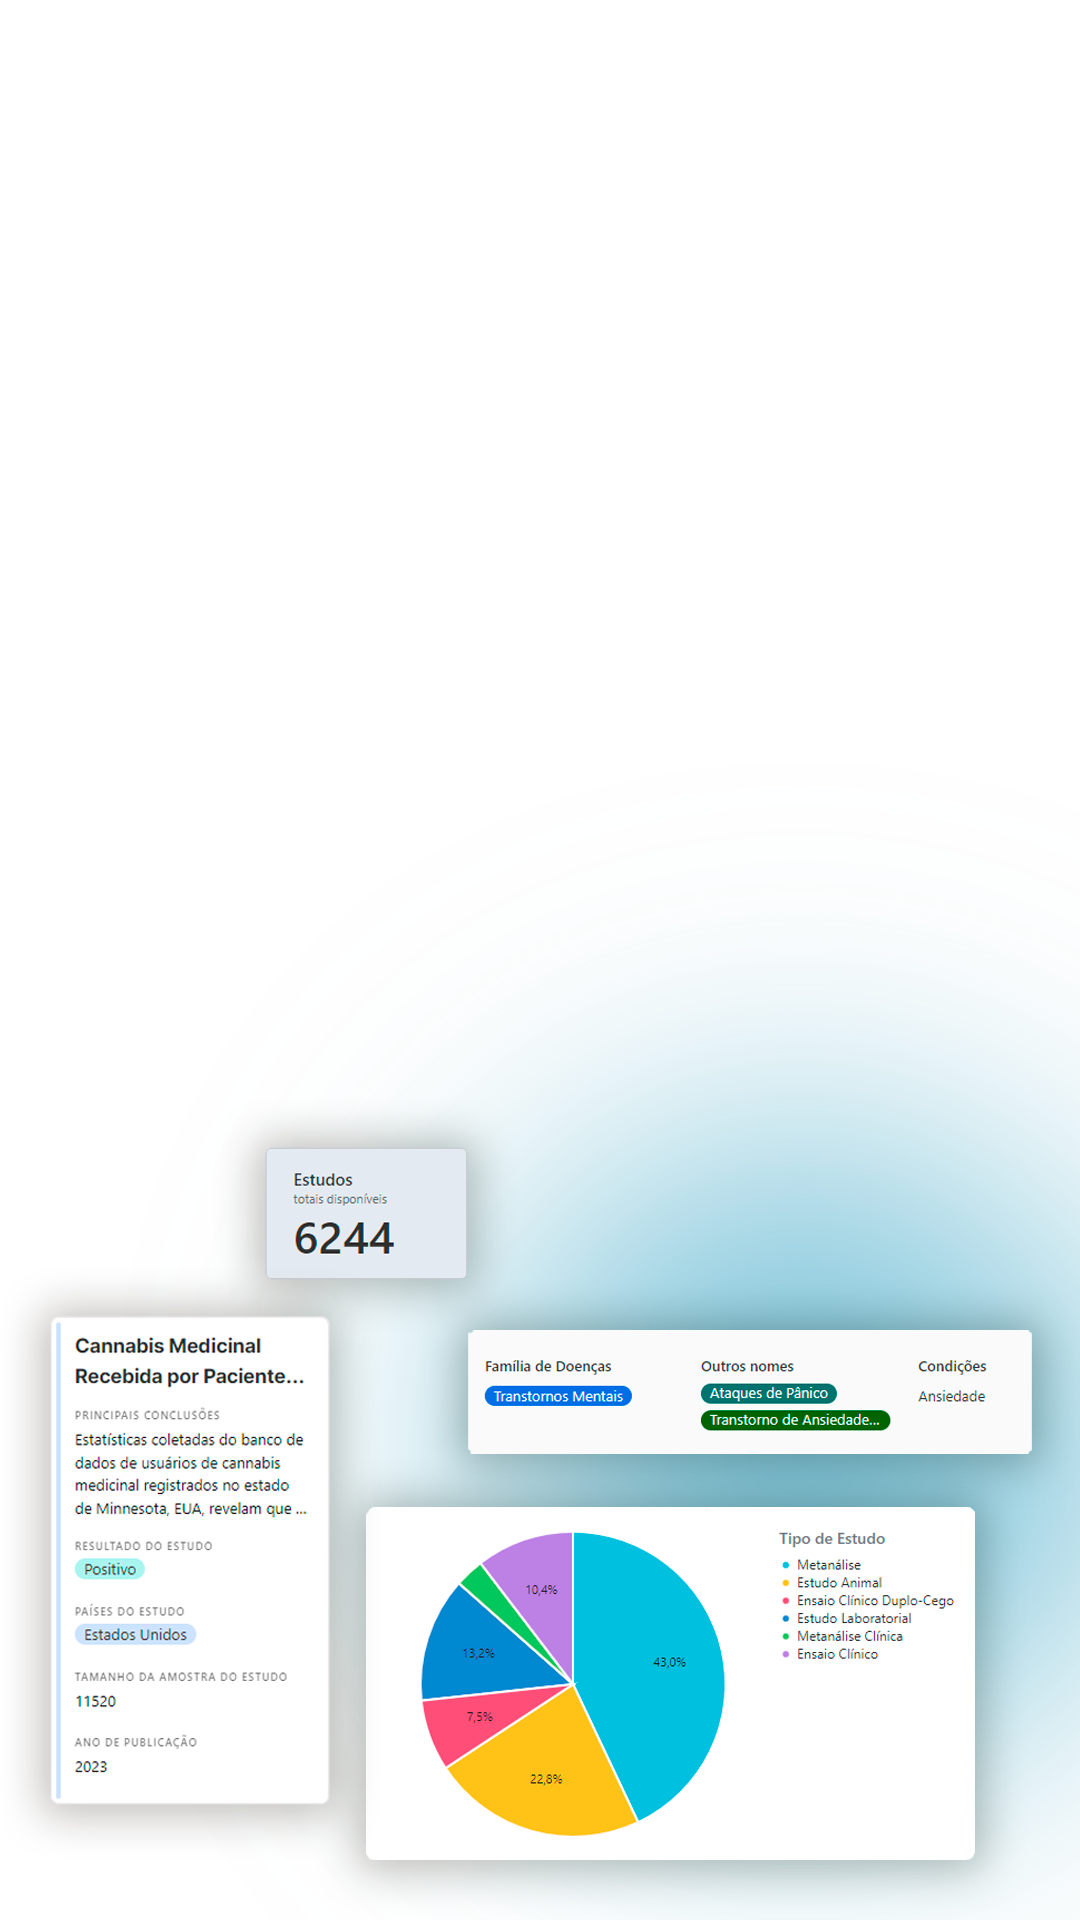 Estudos
totais disponíveis
6244
Cannabis Medicinal
Recebida por Paciente...
PRINCIPAIS CONCLUSÕES
Estatísticas coletadas do banco de
dados de usuários de cannabis
medicinal registrados no estado
de Minnesota, EUA, revelam que ...
RESULTADO DO ESTUDO
Positivo
PAÍSES DO ESTUDO
Estados Unidos
TAMANHO DA AMOSTRA DO ESTUDO
11520
ANO DE PUBLICAÇÃO
2023
Família de Doenças
Transtornos Mentais
Outros nomes
Ataques de Pânico
Transtorno de Ansiedade...
Condições
Ansiedade
10,4%
13,2%
43,0%
7,5%
22,8%
Tipo de Estudo
Metanálise
Estudo Animal
Ensaio Clínico Duplo-Cego
Estudo Laboratorial
Metanálise Clínica
Ensaio Clínico